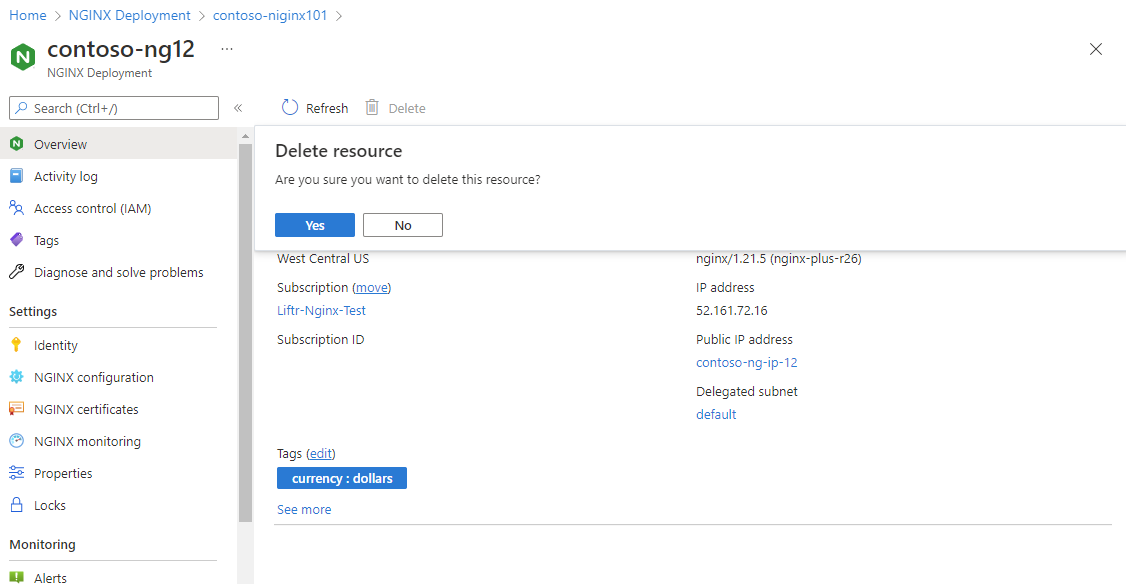 Home > NGINX Deployment > contoso-niginx101 >
contoso-ng12 ...
NGINX Deployment
Search (Ctrl+/)
«
Refresh
Delete
Overview
Activity log
Access control (IAM)
Tags
Diagnose and solve problems
Settings
Identity
NGINX configuration
NGINX certificates
NGINX monitoring
Properties
Locks
Monitoring
Alerts
Delete resource
Are you sure you want to delete this resource?
Yes
No
West Central US
Subscription (move)
Liftr-Nginx-Test
Subscription ID
nginx/1.21.5 (nginx-plus-r26)
IP address
52.161.72.16
Public IP address
contoso-ng-ip-12
Delegated subnet
default
Tags (edit)
currency : dollars
See more